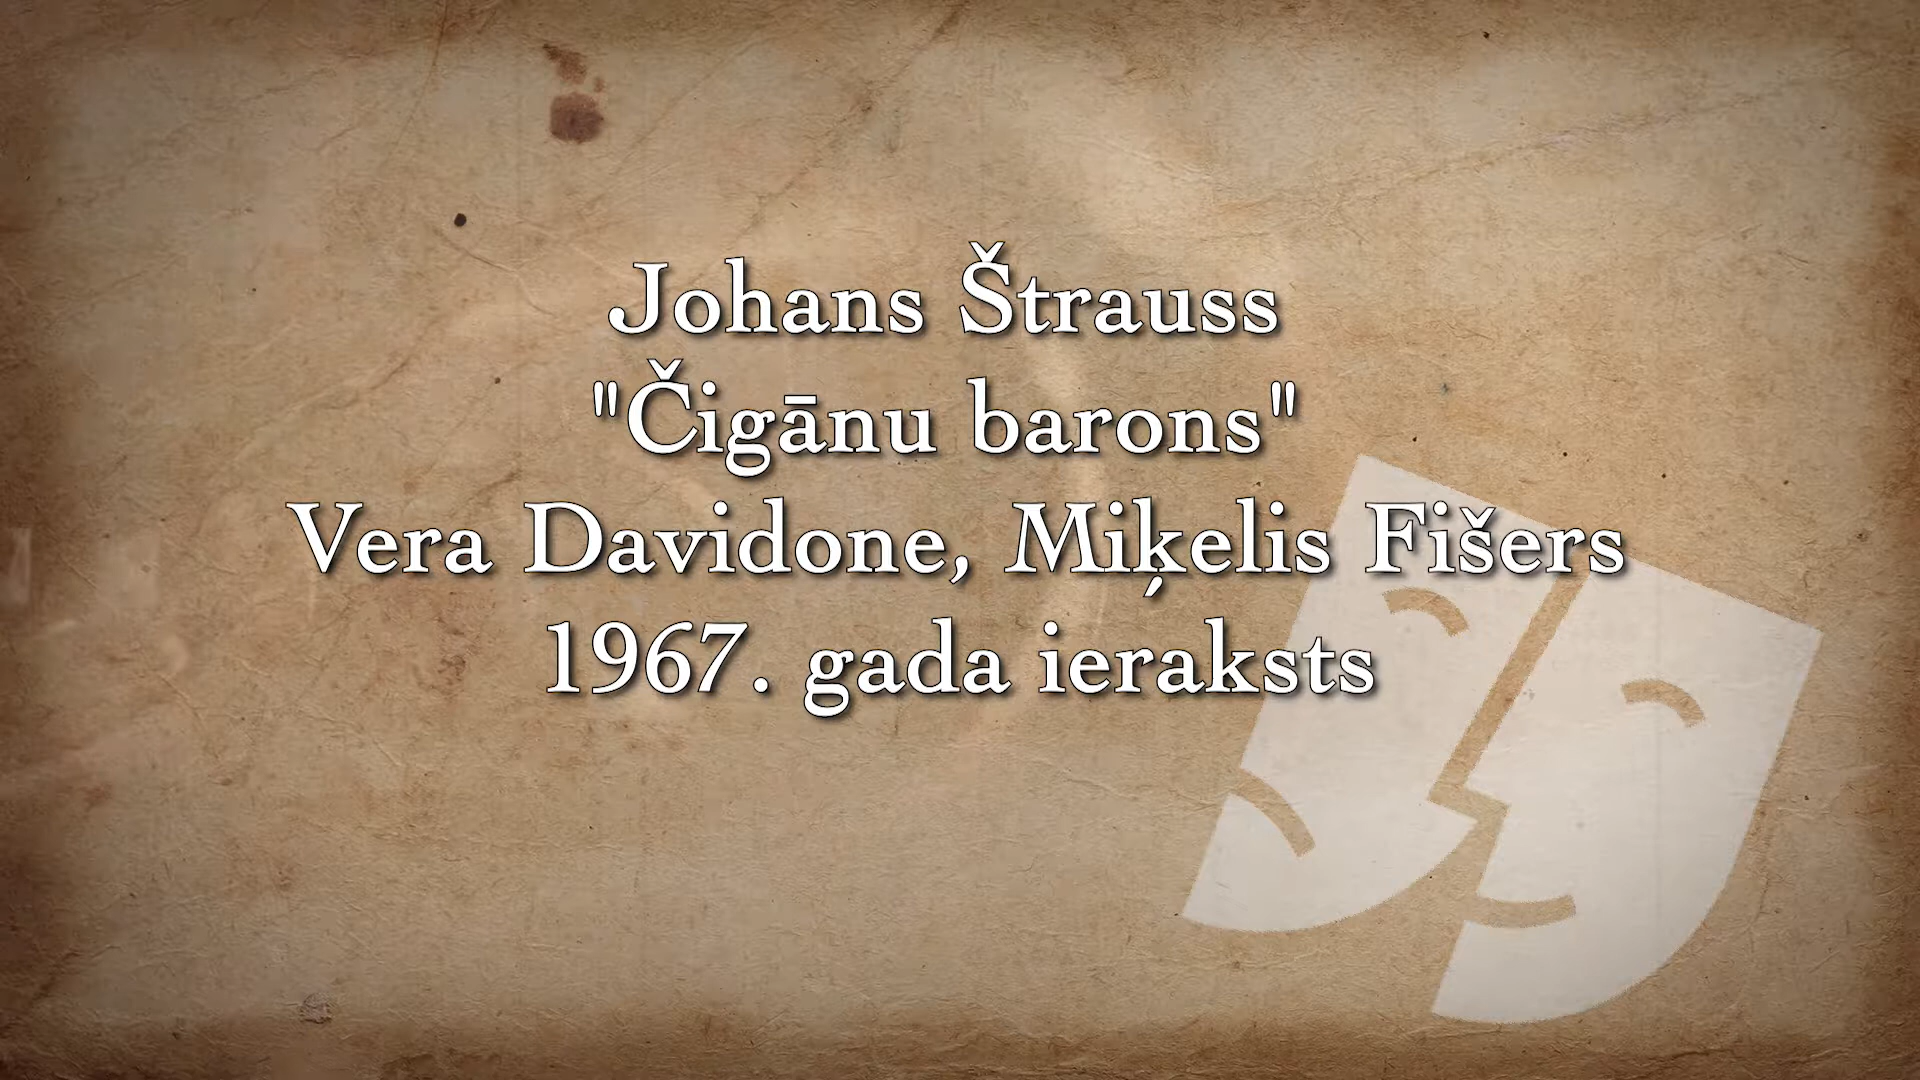 Johans Štrauss
"Čigānu barons"
Vera Davidone, Miķelis Fišers
1967. gada ieraksts